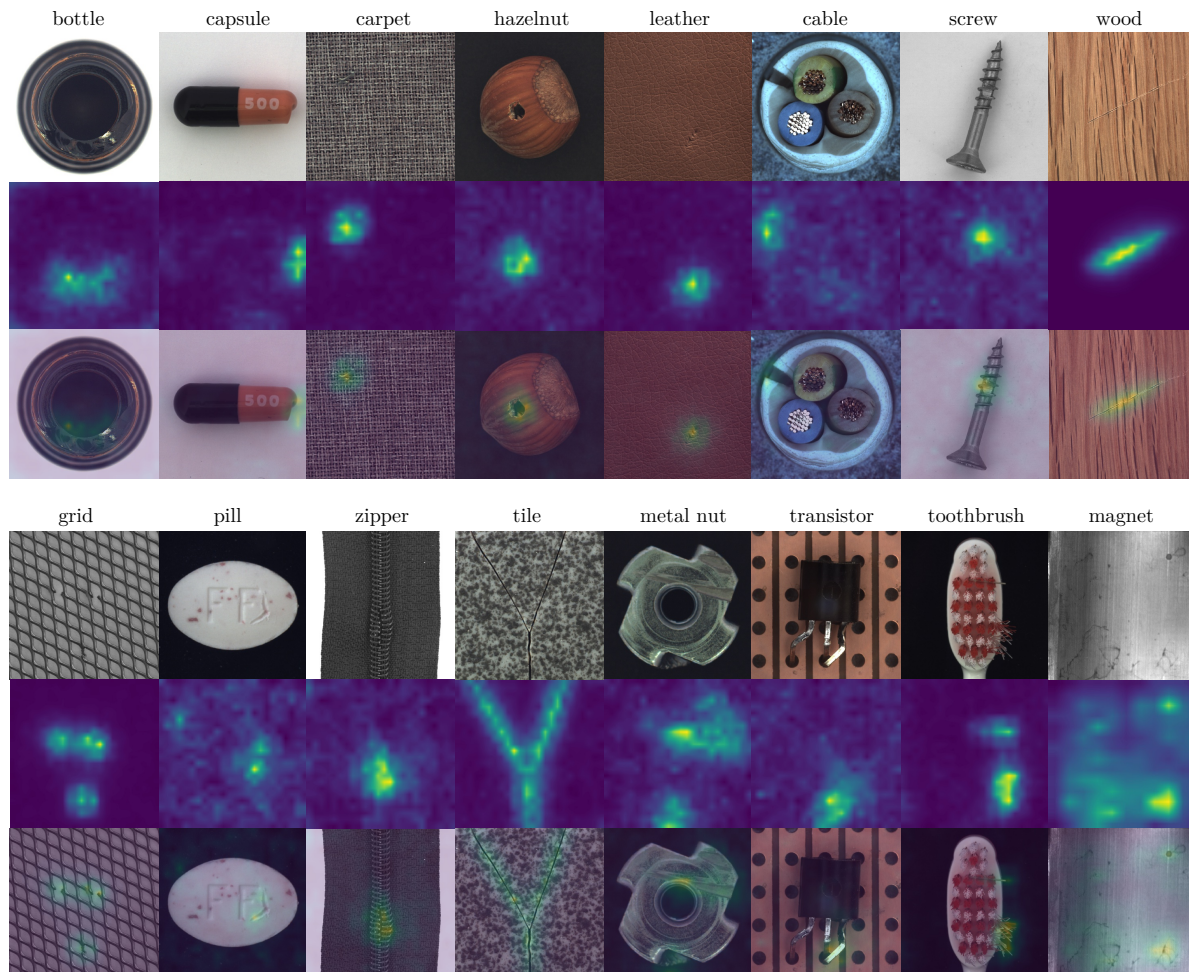 bottle capsule carpet hazelnut leather cable screw wood
500
500
grid pill zipper tile metal nut transistor toothbrush magnet